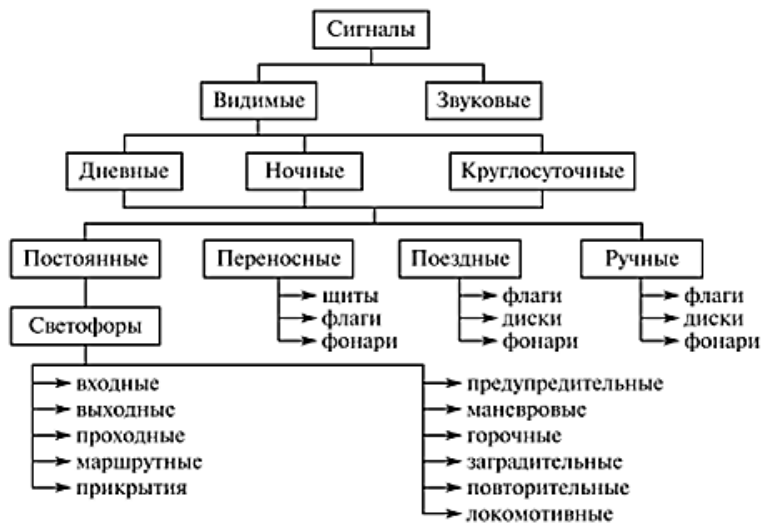 Сигналы
Видимые
Звуковые
Дневные
Ночные
Круглосуточные
Постоянные
Переносные
Поездные
Ручные
щиты
флаги
фонари
флаги
диски
фонари
флаги
диски
фонари
Светофоры
входные
выходные
проходные
маршрутные
прикрытия
предупредительные
маневровые
горочные
заградительные
повторительные
локомотивные